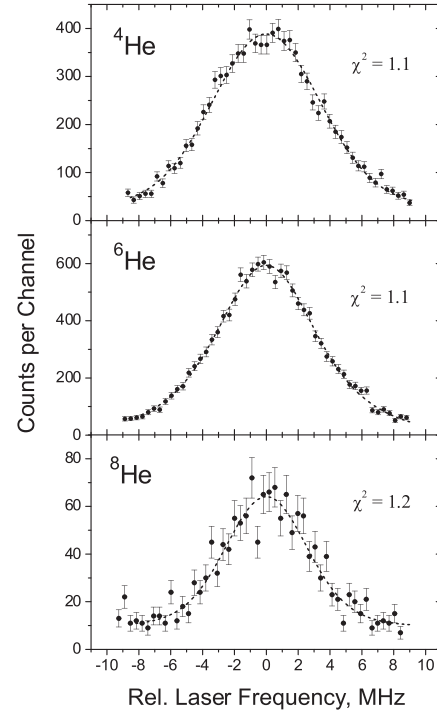 ⁴He
χ² = 1.1
400
300
200
100
0
⁶He
χ² = 1.1
600
400
200
0
Counts per Channel
⁸He
χ² = 1.2
80
60
40
20
0
-10 -8 -6 -4 -2 0 2 4 6 8 10
Rel. Laser Frequency, MHz